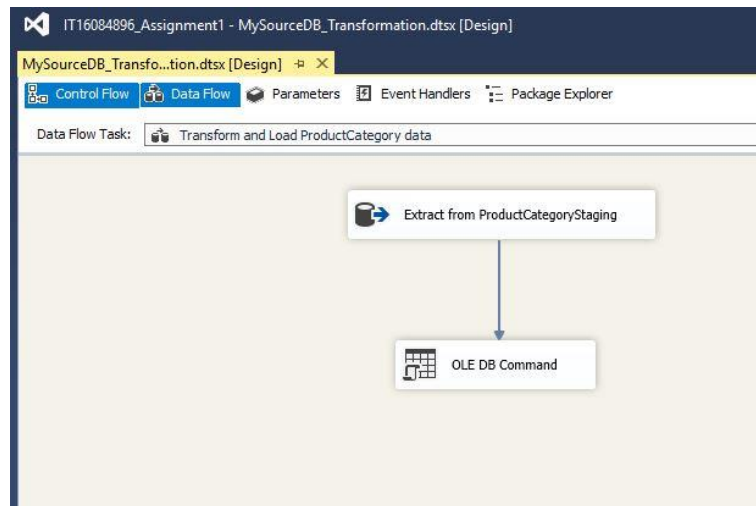 IT16084896_Assignment1 - MySourceDB_Transformation.dtsx [Design]
MySourceDB_Transfo...tion.dtsx [Design]
Control Flow Data Flow Parameters Event Handlers Package Explorer
Data Flow Task: Transform and Load ProductCategory data
Extract from ProductCategoryStaging
OLE DB Command